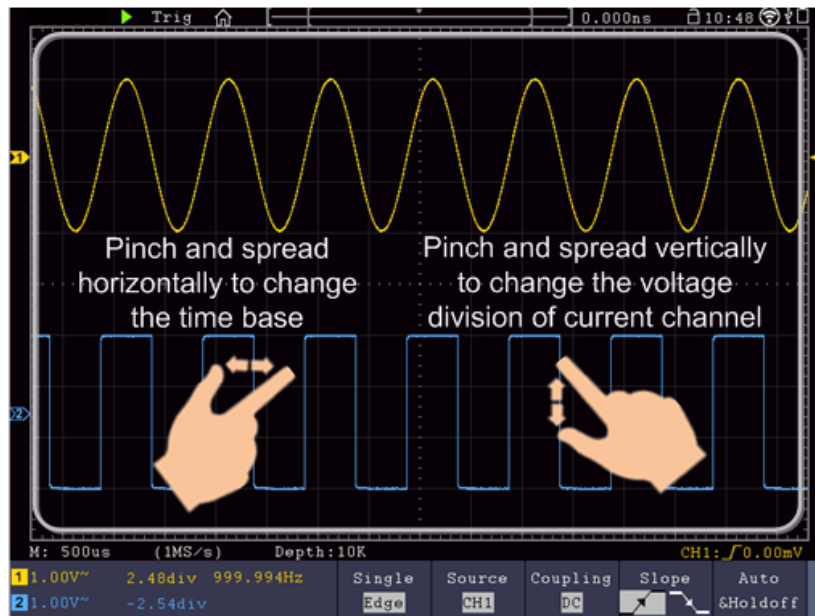 Trig 0.000ns 10:48
1
Pinch and spread
horizontally to change
the time base
Pinch and spread vertically
to change the voltage
division of current channel
2
M: 500us (1MS/s) Depth:10K CH1:∫0.00mV
1 1.00V~ 2.48div 999.994Hz Single Source Coupling Slope Auto
2 1.00V~ -2.54div Edge CH1 DC &Holdoff